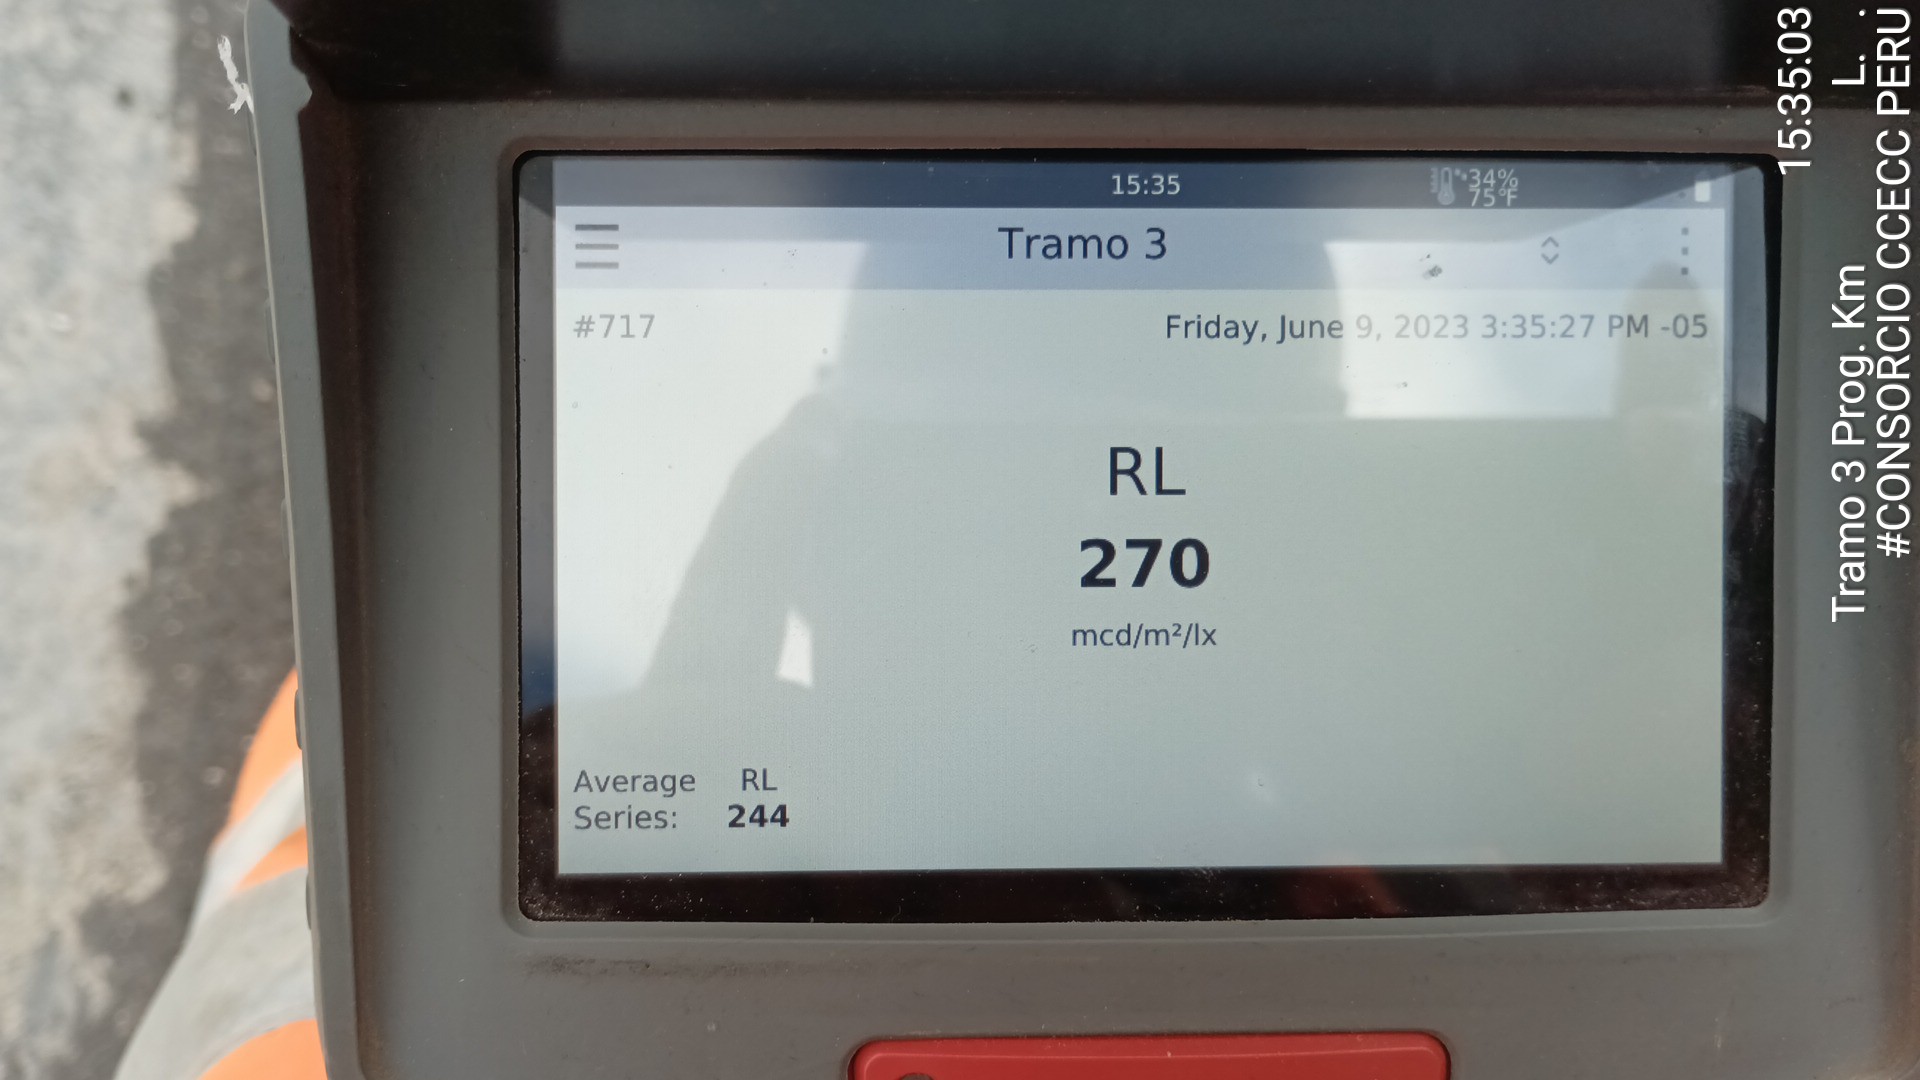 15:35
34%
75°F
Tramo 3
#717
Friday, June 9, 2023 3:35:27 PM -05
RL
270
mcd/m²/lx
Average RL
Series: 244
15:35:03
Tramo 3 Prog. Km L. .
#CONSORCIO CCECC PERU